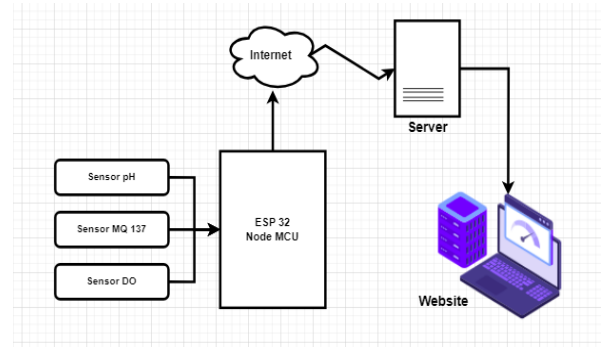 Internet
Server
Sensor pH
Sensor MQ 137
Sensor DO
ESP 32
Node MCU
Website